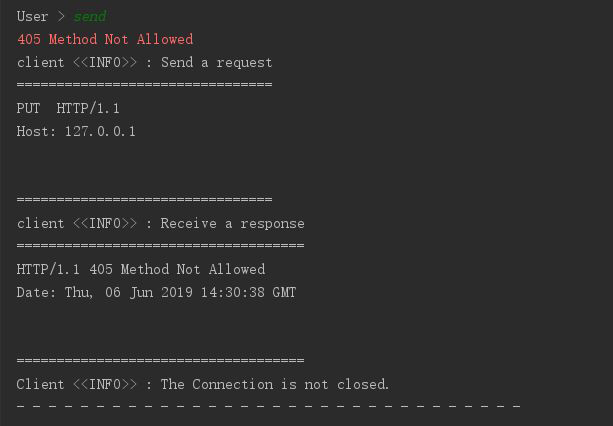 User > send
405 Method Not Allowed
client <<INFO>> : Send a request
================================
PUT  HTTP/1.1
Host: 127.0.0.1
================================
client <<INFO>> : Receive a response
====================================
HTTP/1.1 405 Method Not Allowed
Date: Thu, 06 Jun 2019 14:30:38 GMT
====================================
Client <<INFO>> : The Connection is not closed.
- - - - - - - - - - - - - - - - - - - - - - - - - - - - - - - -